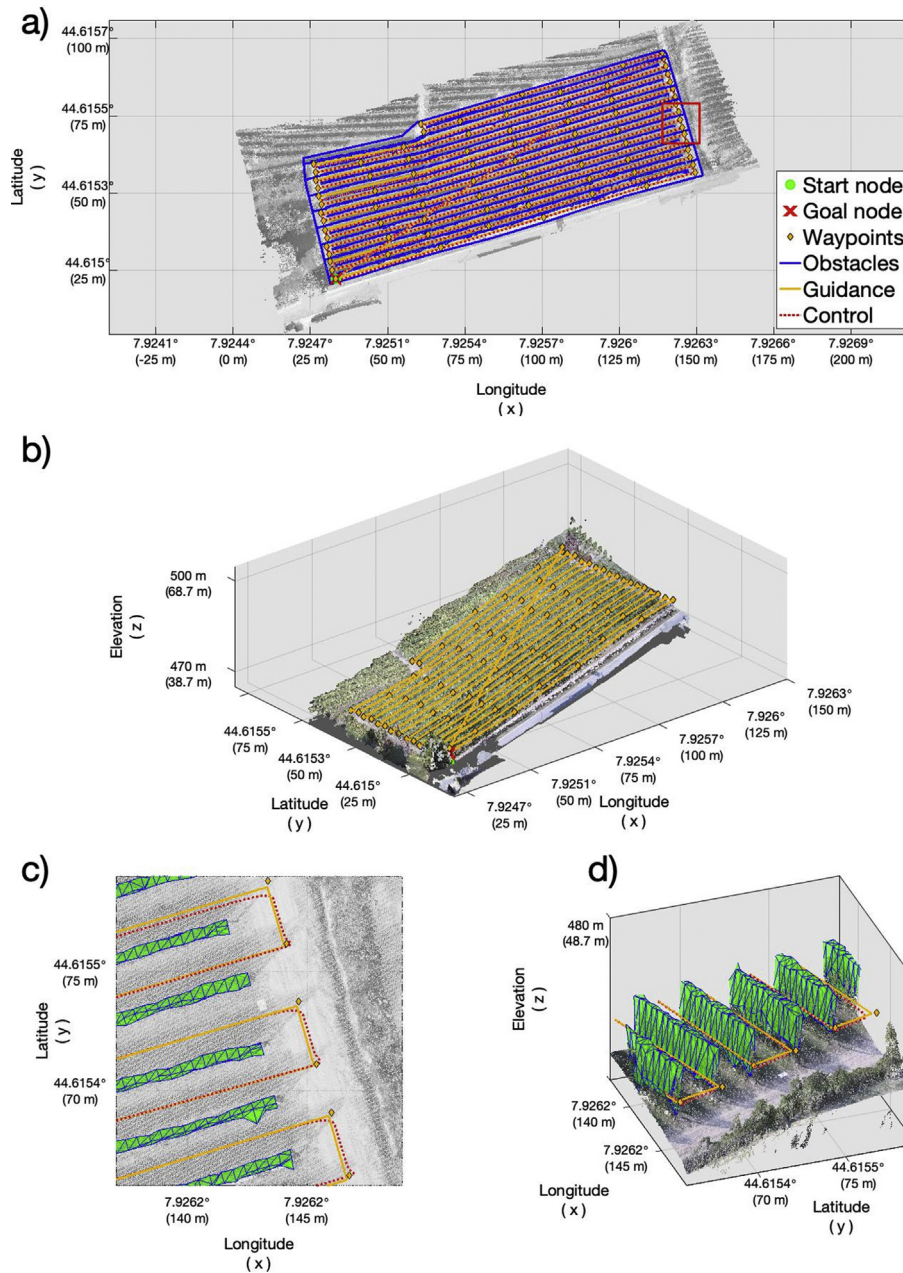 a)
44.6157°
(100 m)
44.6155°
(75 m)
44.6153°
(50 m)
44.615°
(25 m)
Latitude
( y )
7.9241° 7.9244° 7.9247° 7.9251° 7.9254° 7.9257° 7.926° 7.9263° 7.9266° 7.9269°
(-25 m) (0 m) (25 m) (50 m) (75 m) (100 m) (125 m) (150 m) (175 m) (200 m)
Longitude
( x )
Start node
Goal node
Waypoints
Obstacles
Guidance
Control
b)
500 m
(68.7 m)
470 m
(38.7 m)
Elevation
( z )
44.6155°
(75 m)
44.6153°
(50 m)
44.615°
(25 m)
Latitude
( y )
7.9247°
(25 m)
7.9251°
(50 m)
7.9254°
(75 m)
7.9257°
(100 m)
7.926°
(125 m)
7.9263°
(150 m)
Longitude
( x )
c)
44.6155°
(75 m)
44.6154°
(70 m)
Latitude
( y )
7.9262° 7.9262°
(140 m) (145 m)
Longitude
( x )
d)
480 m
(48.7 m)
Elevation
( z )
7.9262°
(140 m)
7.9262°
(145 m)
Longitude
( x )
44.6154°
(70 m)
44.6155°
(75 m)
Latitude
( y )